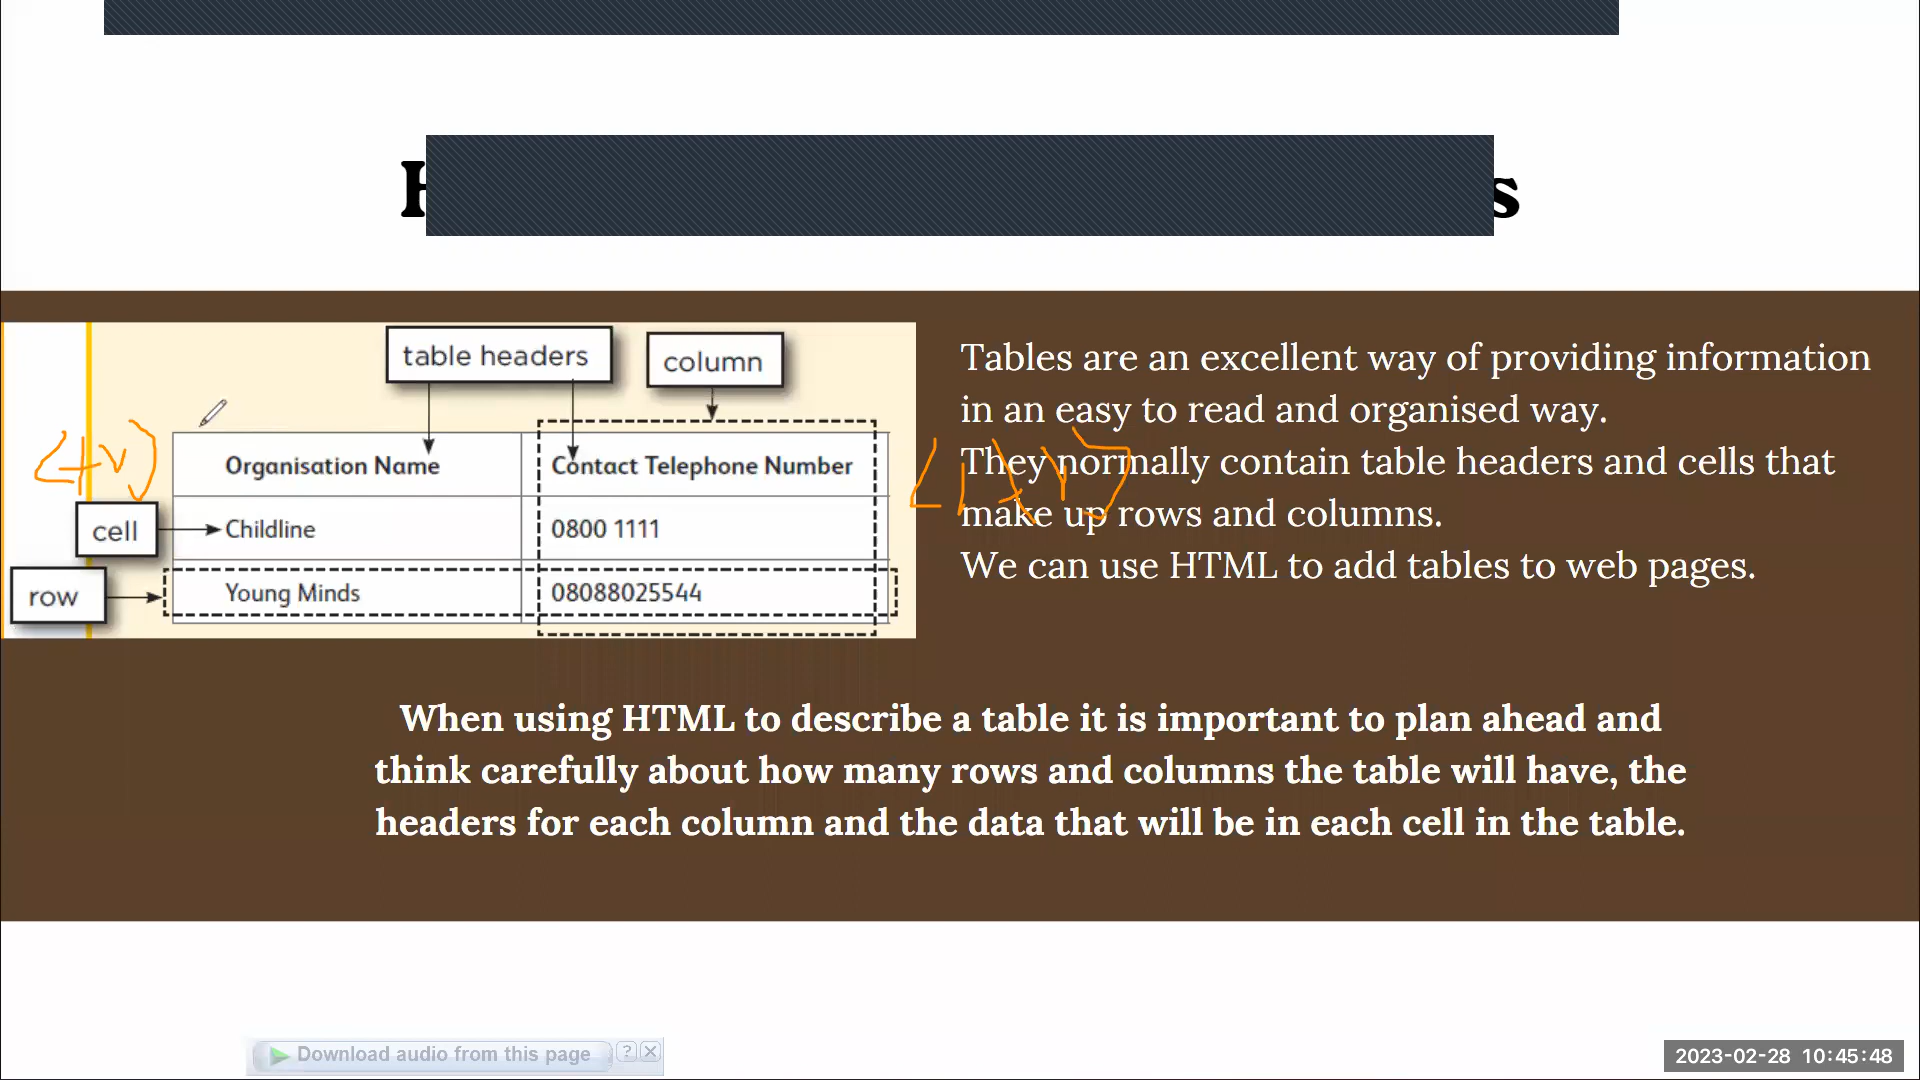 table headers
column
Organisation Name
Contact Telephone Number
cell
Childline
0800 1111
row
Young Minds
08088025544
Tables are an excellent way of providing information
in an easy to read and organised way.
They normally contain table headers and cells that
make up rows and columns.
We can use HTML to add tables to web pages.
When using HTML to describe a table it is important to plan ahead and
think carefully about how many rows and columns the table will have, the
headers for each column and the data that will be in each cell in the table.
Download audio from this page
2023-02-28 10:45:48